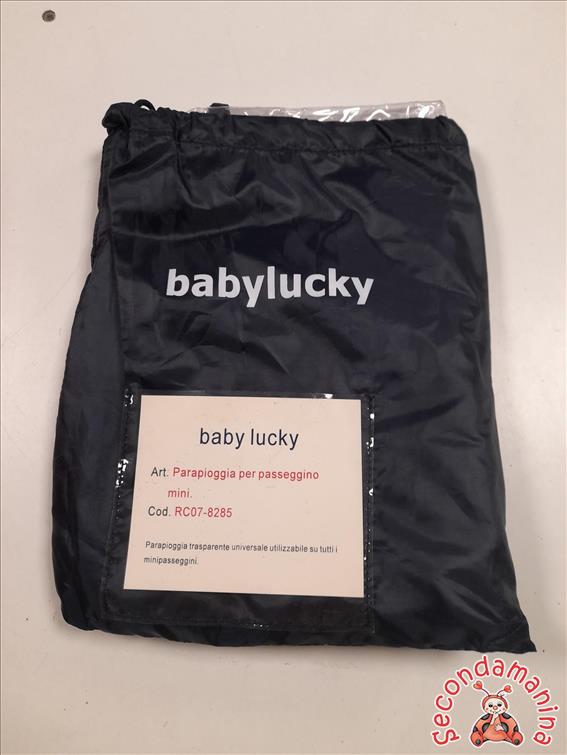 babylucky
baby lucky
Art. Parapioggia per passeggino
mini.
Cod. RC07-8285
Parapioggia trasparente universale utilizzabile su tutti i
minipasseggini.
Secondamanina